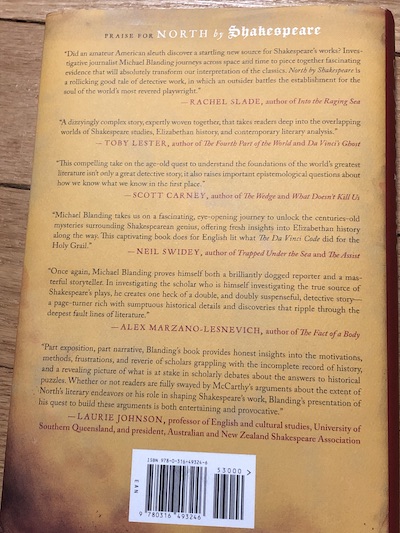 PRAISE FOR NORTH by Shakespeare
"Did an amateur American sleuth discover a startling new source for Shakespeare's works? Inves-
tigative journalist Michael Blanding journeys across space and time to piece together fascinating
evidence that will absolutely transform our interpretation of the classics. North by Shakespeare is
a rollicking good tale of detective work, in which an outsider battles the establishment for the
soul of the world's most revered playwright."
—RACHEL SLADE, author of Into the Raging Sea
"A dizzyingly complex story, expertly woven together, that takes readers deep into the overlapping
worlds of Shakespeare studies, Elizabethan history, and contemporary literary analysis."
—TOBY LESTER, author of The Fourth Part of the World and Da Vinci's Ghost
"This compelling take on the age-old quest to understand the foundations of the world's greatest
literature isn't only a great detective story, it also raises important epistemological questions about
how we know what we know in the first place."
—SCOTT CARNEY, author of The Wedge and What Doesn't Kill Us
"Michael Blanding takes us on a fascinating, eye-opening journey to unlock the centuries-old
mysteries surrounding Shakespearean genius, offering fresh insights into Elizabethan history
along the way. This captivating book does for English lit what The Da Vinci Code did for the
Holy Grail."
—NEIL SWIDEY, author of Trapped Under the Sea and The Assist
"Once again, Michael Blanding proves himself both a brilliantly dogged reporter and a mas-
terful storyteller. In investigating the scholar who is himself investigating the true source of
Shakespeare's plays, he creates one heck of a double, and doubly suspenseful, detective story—
a page-turner rich with sumptuous historical details and discoveries that ripple through the
deepest fault lines of literature."
—ALEX MARZANO-LESNEVICH, author of The Fact of a Body
"Part exposition, part narrative, Blanding's book provides honest insights into the motivations,
methods, frustrations, and reverie of scholars grappling with the incomplete record of history,
and a revealing picture of what is at stake in scholarly debates about the answers to historical
puzzles. Whether or not readers are fully swayed by McCarthy's arguments about the extent of
North's literary endeavors or his role in shaping Shakespeare's work, Blanding's presentation of
his quest to build these arguments is both entertaining and provocative."
—LAURIE JOHNSON, professor of English and cultural studies, University of
Southern Queensland, and president, Australian and New Zealand Shakespeare Association
ISBN 978-0-316-49324-6
53000 >
EAN
9 780316 493246